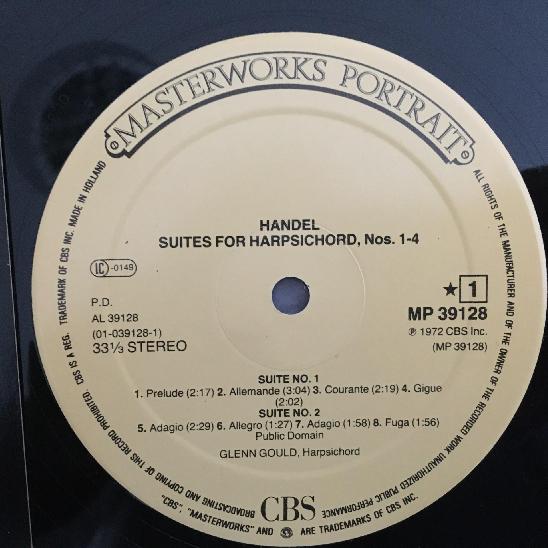 MASTERWORKS PORTRAIT
HANDEL
SUITES FOR HARPSICHORD, Nos. 1-4
LC -0149
P.D.
AL 39128
(01-039128-1)
33⅓ STEREO
★ 1
MP 39128
℗ 1972 CBS Inc.
(MP 39128)
SUITE NO. 1
1. Prelude (2:17) 2. Allemande (3:04) 3. Courante (2:19) 4. Gigue
(2:02)
SUITE NO. 2
5. Adagio (2:29) 6. Allegro (1:27) 7. Adagio (1:58) 8. Fuga (1:56)
Public Domain
GLENN GOULD, Harpsichord
CBS
ALL RIGHTS OF THE MANUFACTURER AND OF THE OWNER OF THE RECORDED WORK. UNAUTHORIZED PUBLIC PERFORMANCE
BROADCASTING AND COPYING OF THIS RECORD PROHIBITED. CBS IS A REG. TRADEMARK OF CBS INC. MADE IN HOLLAND
"CBS", "MASTERWORKS" AND ARE TRADEMARKS OF CBS INC.